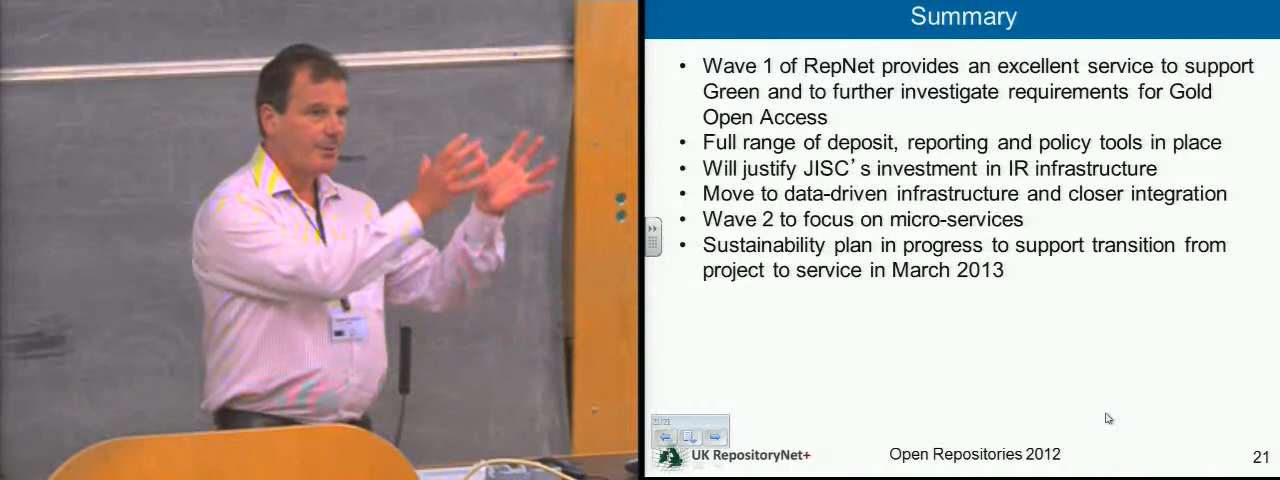 Summary
• Wave 1 of RepNet provides an excellent service to support
Green and to further investigate requirements for Gold
Open Access
• Full range of deposit, reporting and policy tools in place
• Will justify JISC’s investment in IR infrastructure
• Move to data-driven infrastructure and closer integration
• Wave 2 to focus on micro-services
• Sustainability plan in progress to support transition from
project to service in March 2013
21/21
UK RepositoryNet+
Open Repositories 2012
21